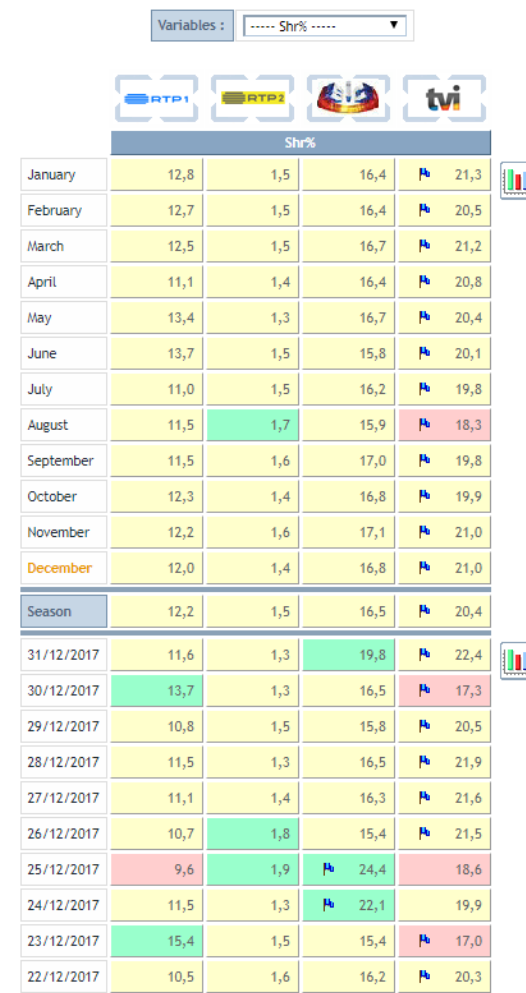 Variables : ----- Shr% -----
RTP1 RTP2 tvi
Shr%
January 12,8 1,5 16,4 21,3
February 12,7 1,5 16,4 20,5
March 12,5 1,5 16,7 21,2
April 11,1 1,4 16,4 20,8
May 13,4 1,3 16,7 20,4
June 13,7 1,5 15,8 20,1
July 11,0 1,5 16,2 19,8
August 11,5 1,7 15,9 18,3
September 11,5 1,6 17,0 19,8
October 12,3 1,4 16,8 19,9
November 12,2 1,6 17,1 21,0
December 12,0 1,4 16,8 21,0
Season 12,2 1,5 16,5 20,4
31/12/2017 11,6 1,3 19,8 22,4
30/12/2017 13,7 1,3 16,5 17,3
29/12/2017 10,8 1,5 15,8 20,5
28/12/2017 11,5 1,3 16,5 21,9
27/12/2017 11,1 1,4 16,3 21,6
26/12/2017 10,7 1,8 15,4 21,5
25/12/2017 9,6 1,9 24,4 18,6
24/12/2017 11,5 1,3 22,1 19,9
23/12/2017 15,4 1,5 15,4 17,0
22/12/2017 10,5 1,6 16,2 20,3